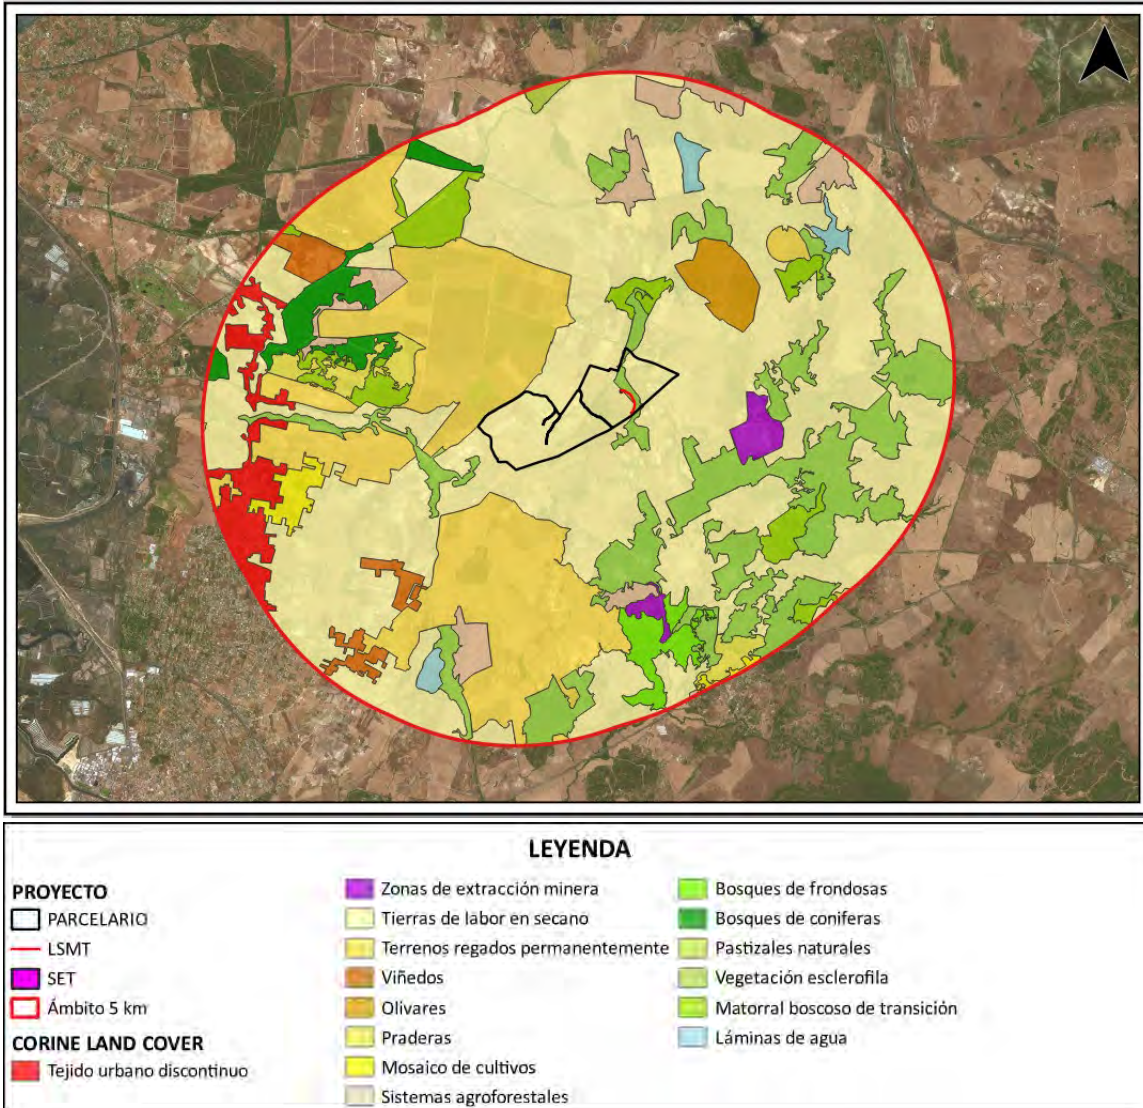 LEYENDA
PROYECTO
PARCELARIO
LSMT
SET
Ámbito 5 km
CORINE LAND COVER
Tejido urbano discontinuo
Zonas de extracción minera
Tierras de labor en secano
Terrenos regados permanentemente
Viñedos
Olivares
Praderas
Mosaico de cultivos
Sistemas agroforestales
Bosques de frondosas
Bosques de coniferas
Pastizales naturales
Vegetación esclerofila
Matorral boscoso de transición
Láminas de agua